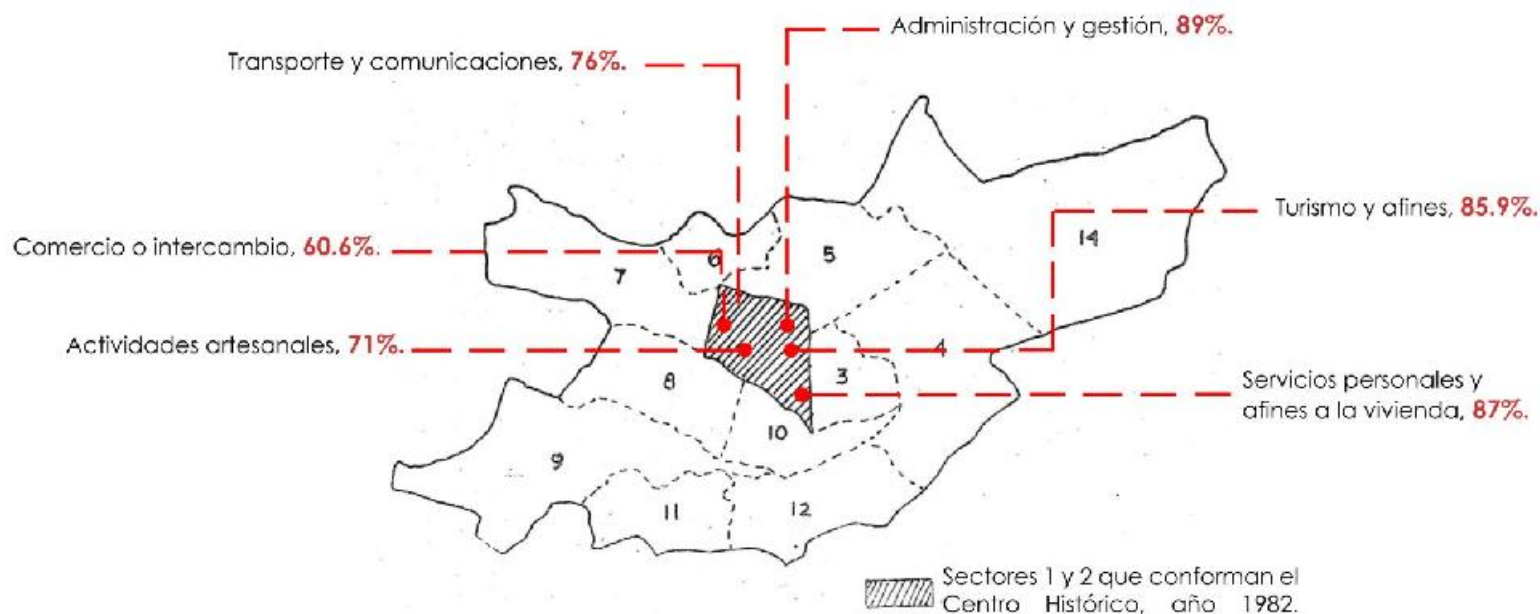 Administración y gestión, 89%.
Transporte y comunicaciones, 76%.
Turismo y afines, 85.9%.
Comercio o intercambio, 60.6%.
Actividades artesanales, 71%.
Servicios personales y
afines a la vivienda, 87%.
14
5
6
7
4
3
8
10
9
12
11
Sectores 1 y 2 que conforman el
Centro Histórico, año 1982.